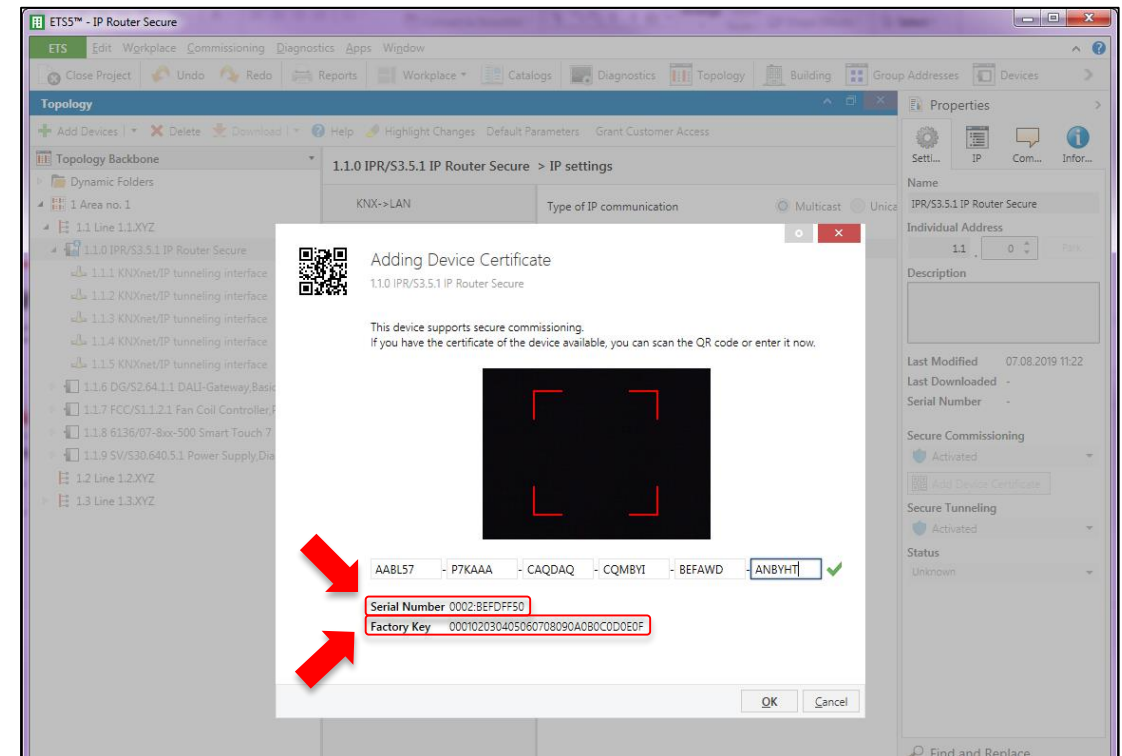 ETS5™ - IP Router Secure
ETS Edit Workplace Commissioning Diagnostics Apps Window
Close Project Undo Redo Reports Workplace Catalogs Diagnostics Topology Building Group Addresses Devices
Topology
Add Devices Delete Download Help Highlight Changes Default Parameters Grant Customer Access
Topology Backbone
Dynamic Folders
1 Area no. 1
1.1 Line 1.1.XYZ
1.1.0 IPR/S3.5.1 IP Router Secure
1.1.1 KNXnet/IP tunneling interface
1.1.2 KNXnet/IP tunneling interface
1.1.3 KNXnet/IP tunneling interface
1.1.4 KNXnet/IP tunneling interface
1.1.5 KNXnet/IP tunneling interface
1.1.6 DG/S2.64.1.1 DALI-Gateway,Basic
1.1.7 FCC/S1.1.2.1 Fan Coil Controller,
1.1.8 6136/07-8xx-500 Smart Touch 7
1.1.9 SV/S30.640.5.1 Power Supply,Dia
1.2 Line 1.2.XYZ
1.3 Line 1.3.XYZ
1.1.0 IPR/S3.5.1 IP Router Secure > IP settings
KNX->LAN
Type of IP communication Multicast Unica
Adding Device Certificate
1.1.0 IPR/S3.5.1 IP Router Secure
This device supports secure commissioning.
If you have the certificate of the device available, you can scan the QR code or enter it now.
AABL57 - P7KAAA - CAQDAQ - CQMBYI - BEFAWD - ANBYHT
Serial Number 0002:BEFDFF50
Factory Key 000102030405060708090A0B0C0D0E0F
OK Cancel
Properties
Setti... IP Com... Infor...
Name
IPR/S3.5.1 IP Router Secure
Individual Address
1.1 . 0 Park
Description
Last Modified 07.08.2019 11:22
Last Downloaded -
Serial Number -
Secure Commissioning
Activated
Add Device Certificate
Secure Tunneling
Activated
Status
Unknown
Find and Replace